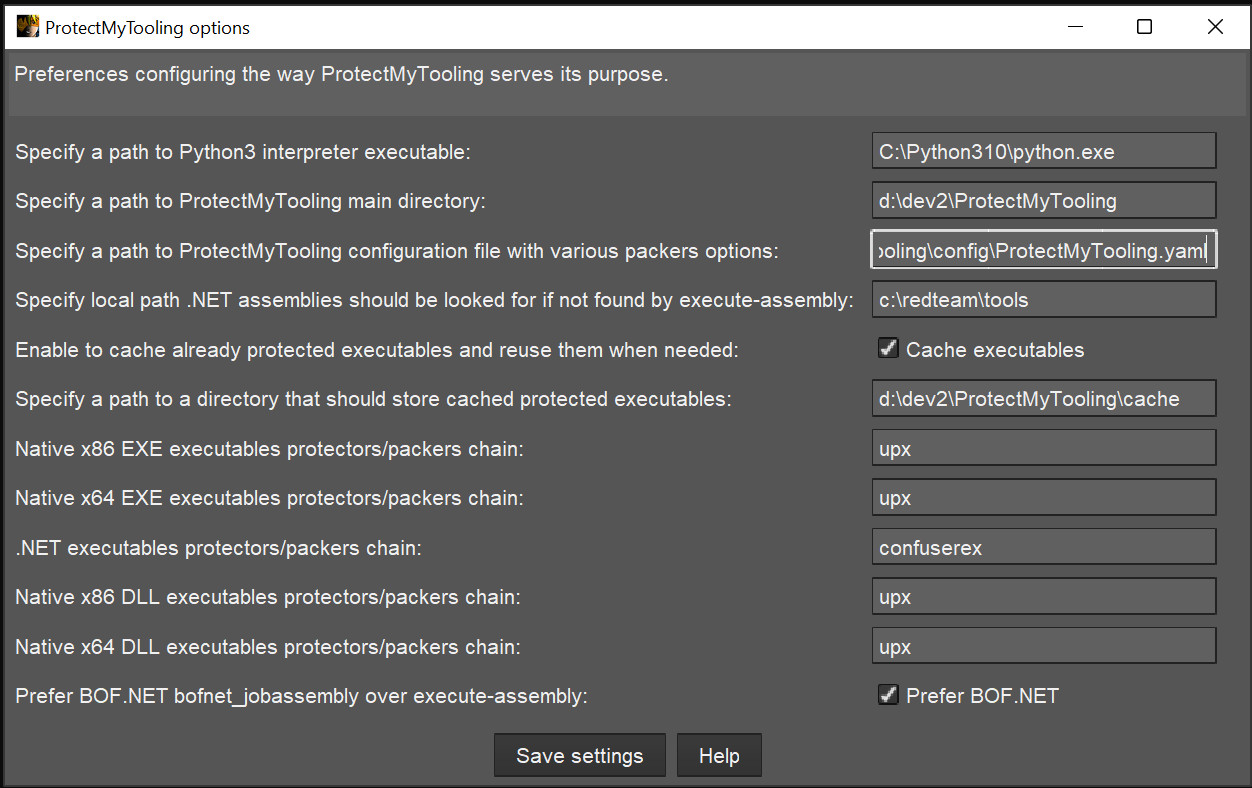 ProtectMyTooling options
Preferences configuring the way ProtectMyTooling serves its purpose.
Specify a path to Python3 interpreter executable: C:\Python310\python.exe
Specify a path to ProtectMyTooling main directory: d:\dev2\ProtectMyTooling
Specify a path to ProtectMyTooling configuration file with various packers options: ooling\config\ProtectMyTooling.yaml
Specify local path .NET assemblies should be looked for if not found by execute-assembly: c:\redteam\tools
Enable to cache already protected executables and reuse them when needed: Cache executables
Specify a path to a directory that should store cached protected executables: d:\dev2\ProtectMyTooling\cache
Native x86 EXE executables protectors/packers chain: upx
Native x64 EXE executables protectors/packers chain: upx
.NET executables protectors/packers chain: confuserex
Native x86 DLL executables protectors/packers chain: upx
Native x64 DLL executables protectors/packers chain: upx
Prefer BOF.NET bofnet_jobassembly over execute-assembly: Prefer BOF.NET
Save settings Help